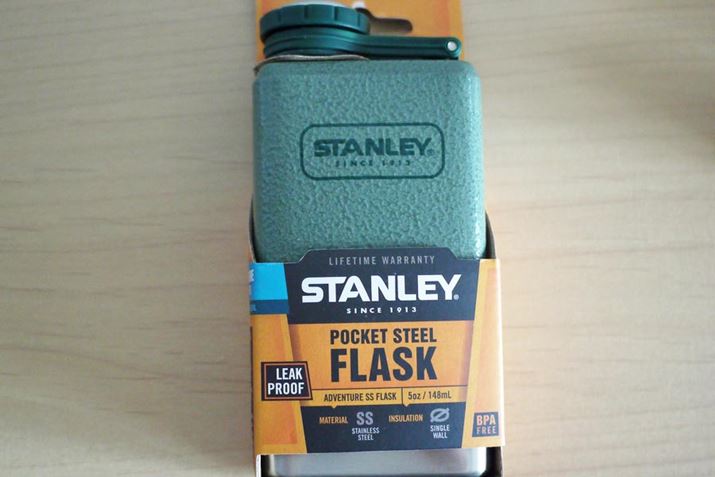 STANLEY®
SINCE 1913
LIFETIME WARRANTY
STANLEY®
SINCE 1913
POCKET STEEL
FLASK
LEAK
PROOF
ADVENTURE SS FLASK 5oz / 148mL
MATERIAL SS
STAINLESS
STEEL
INSULATION Ø
SINGLE
WALL
BPA
FREE